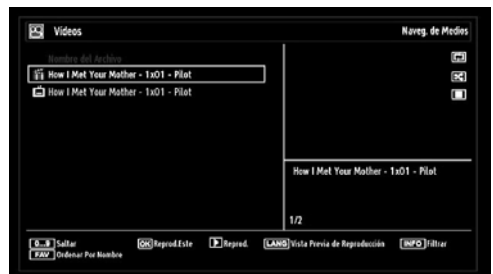 Vídeos
Naveg. de Medios
Nombre del Archivo
How I Met Your Mother - 1x01 - Pilot
How I Met Your Mother - 1x01 - Pilot
How I Met Your Mother - 1x01 - Pilot
1/2
0...9 Saltar
OK Reprod.Este
Reprod.
LANG Vista Previa de Reproducción
INFO Filtrar
FAV Ordenar Por Nombre